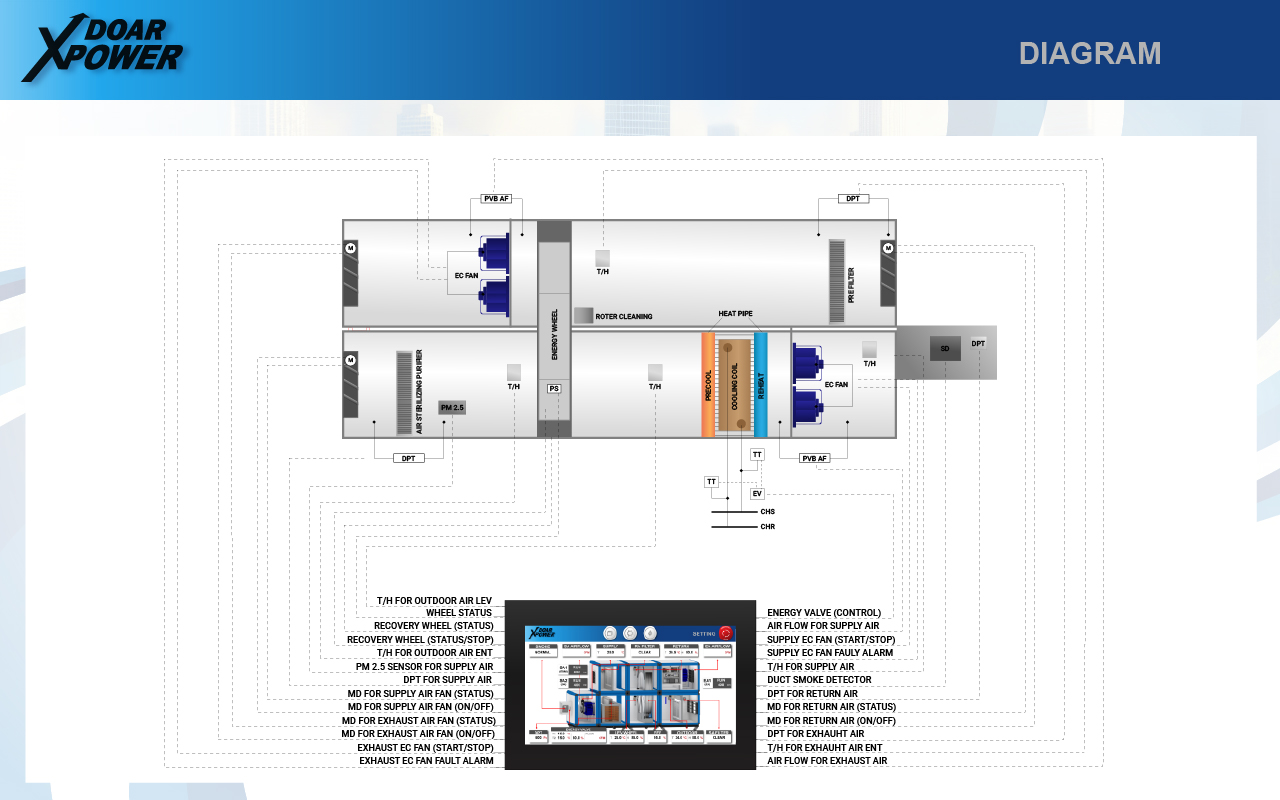 DOAR
XPOWER
DIAGRAM
PVB AF
DPT
M
M
EC FAN
T/H
PRE FILTER
ENERGY WHEEL
ROTER CLEANING
HEAT PIPE
SD
DPT
M
AIR STERILIZING PURIFIER
T/H
PS
T/H
PRECOOL
COOLING COIL
REHEAT
T/H
EC FAN
PM 2.5
DPT
TT
PVB AF
TT
EV
CHS
CHR
T/H FOR OUTDOOR AIR LEV
WHEEL STATUS
RECOVERY WHEEL (STATUS)
RECOVERY WHEEL (STATUS/STOP)
T/H FOR OUTDOOR AIR ENT
PM 2.5 SENSOR FOR SUPPLY AIR
DPT FOR SUPPLY AIR
MD FOR SUPPLY AIR FAN (STATUS)
MD FOR SUPPLY AIR FAN (ON/OFF)
MD FOR EXHAUST AIR FAN (STATUS)
MD FOR EXHAUST AIR FAN (ON/OFF)
EXHAUST EC FAN (START/STOP)
EXHAUST EC FAN FAULT ALARM
DOAR
XPOWER
SETTING
SUPPLY
RETURN
NORMAL
CLEAR
CLEAR
ENERGY VALVE (CONTROL)
AIR FLOW FOR SUPPLY AIR
SUPPLY EC FAN (START/STOP)
SUPPLY EC FAN FAULY ALARM
T/H FOR SUPPLY AIR
DUCT SMOKE DETECTOR
DPT FOR RETURN AIR
MD FOR RETURN AIR (STATUS)
MD FOR RETURN AIR (ON/OFF)
DPT FOR EXHAUHT AIR
T/H FOR EXHAUHT AIR ENT
AIR FLOW FOR EXHAUST AIR